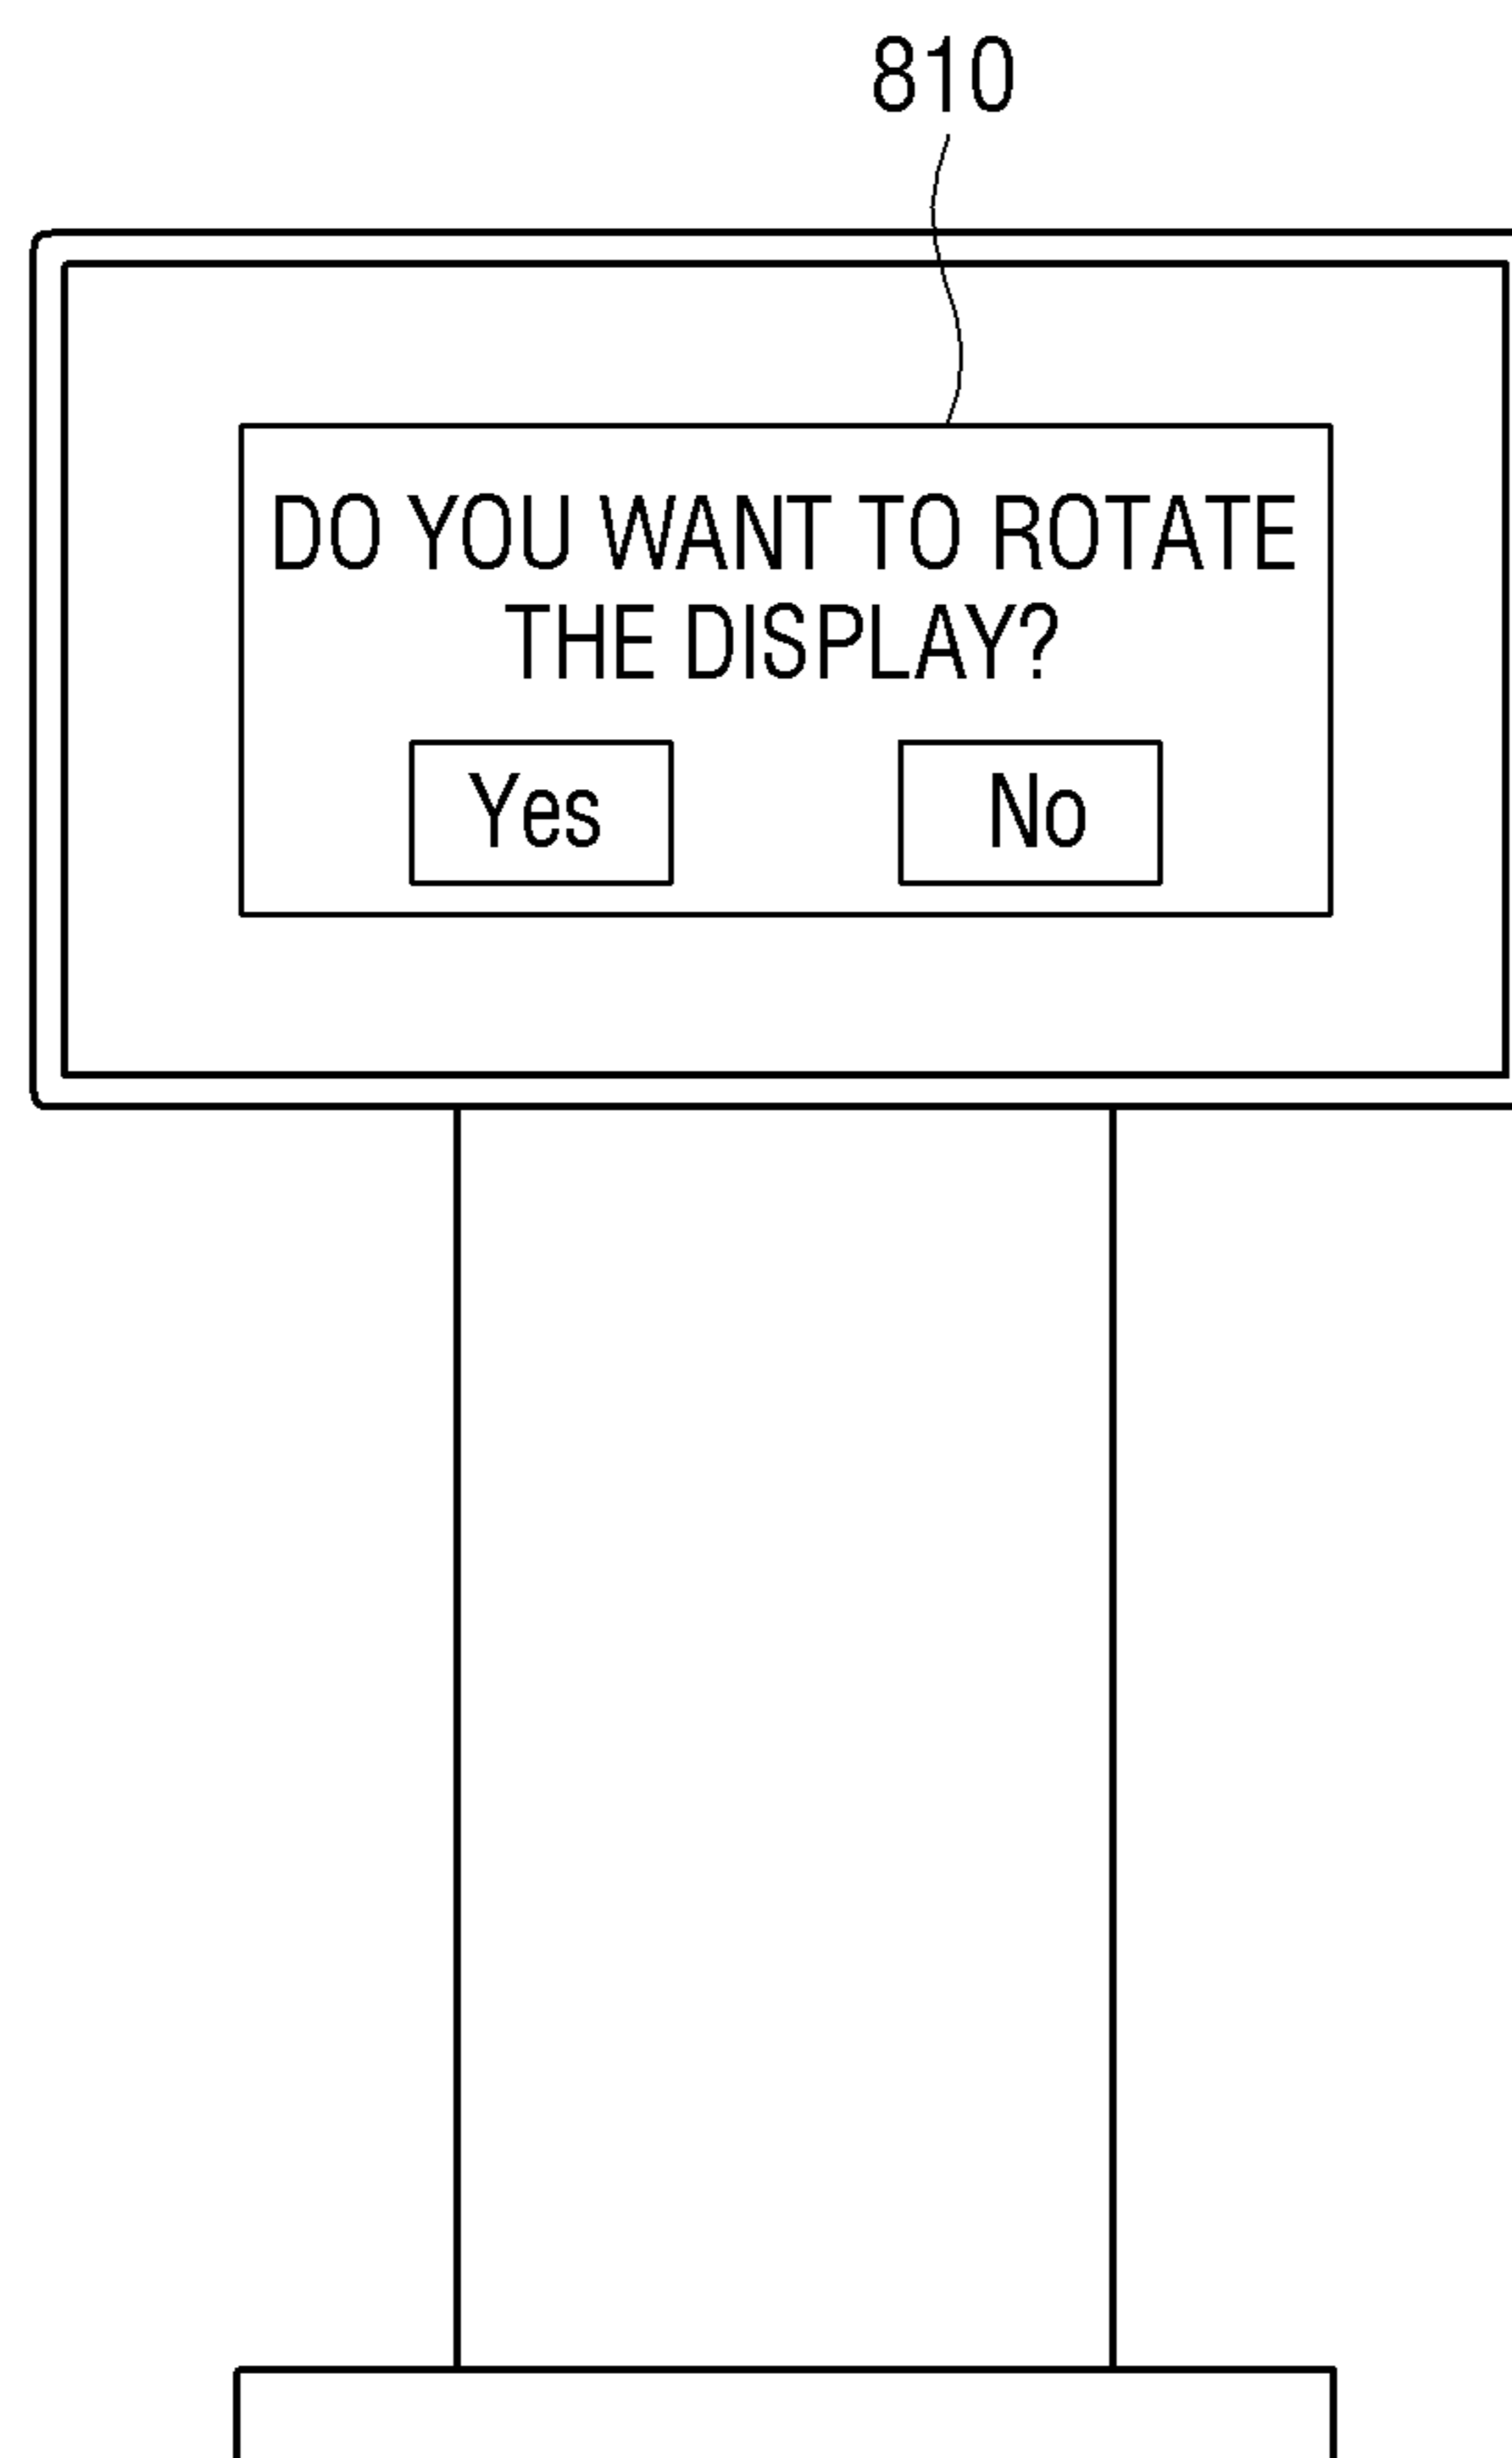 810
DO YOU WANT TO ROTATE
THE DISPLAY?
Yes No